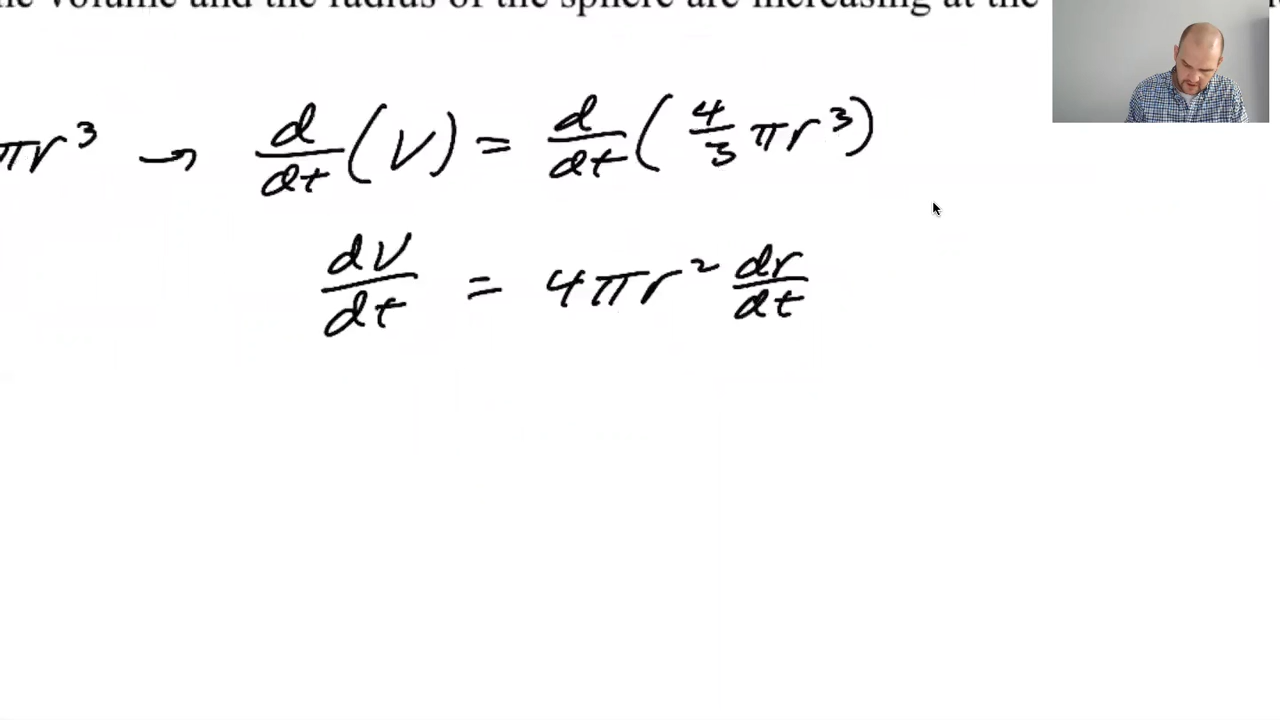 volume and the radius of the sphere are increasing at the
πr³ → d/dt (V) = d/dt (4/3 πr³)
dV/dt = 4πr² dr/dt